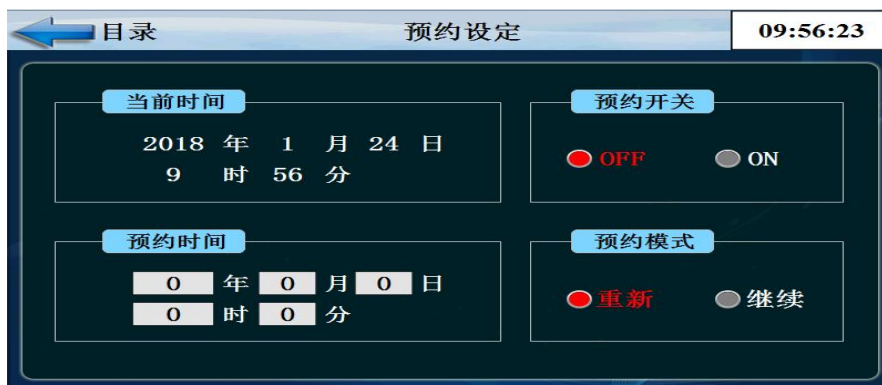 目录 预约设定 09:56:23
当前时间
2018 年 1 月 24 日
9 时 56 分
预约开关
OFF ON
预约时间
0 年 0 月 0 日
0 时 0 分
预约模式
重新 继续